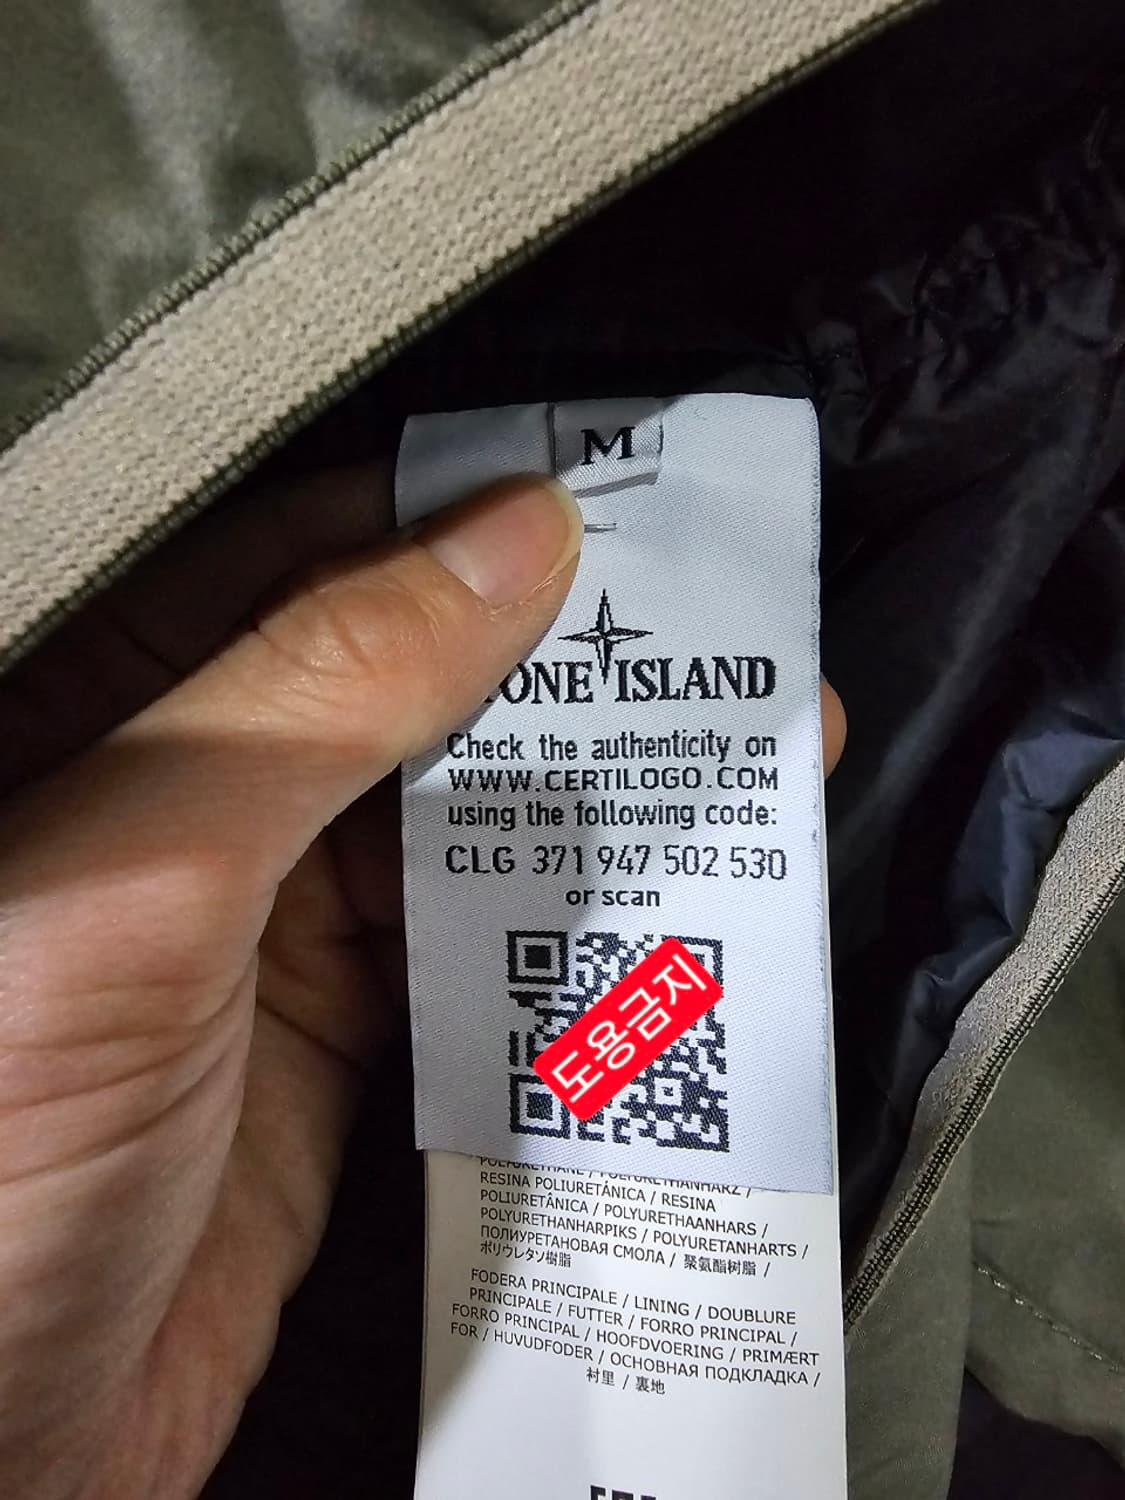 M
ONE ISLAND
Check the authenticity on
WWW.CERTILOGO.COM
using the following code:
CLG 371 947 502 530
or scan
도용금지
POLYURETHANE / POLYURETHANHARZ /
RESINA POLIURETÁNICA / RESINA
POLIURETÂNICA / POLYURETHAANHARS /
POLYURETHANHARPIKS / POLYURETANHARTS /
ПОЛИУРЕТАНОВАЯ СМОЛА / 聚氨酯树脂 /
ポリウレタン樹脂
FODERA PRINCIPALE / LINING / DOUBLURE
PRINCIPALE / FUTTER / FORRO PRINCIPAL /
FORRO PRINCIPAL / HOOFDVOERING / PRIMÆRT
FOR / HUVUDFODER / ОСНОВНАЯ ПОДКЛАДКА /
衬里 / 裏地